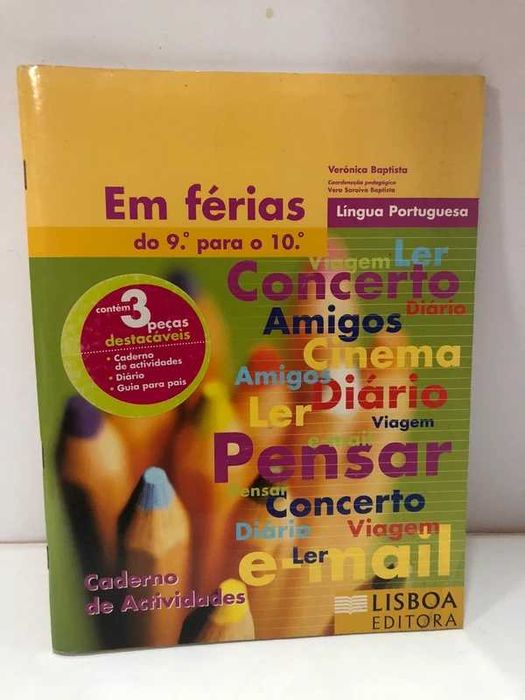 Verónica Baptista
Coordenação pedagógica
Vera Saraiva Baptista
Em férias
Língua Portuguesa
do 9.º para o 10.º
contém 3 peças
destacáveis
• Caderno
de actividades
• Diário
• Guia para pais
Viagem Ler
Concerto
Diário
Amigos
Cinema
Amigos Diário
Ler
Viagem
e-mail
Pensar
Pensar
Concerto
Diário Viagem
Ler
e-mail
Caderno
de Actividades
LISBOA
EDITORA